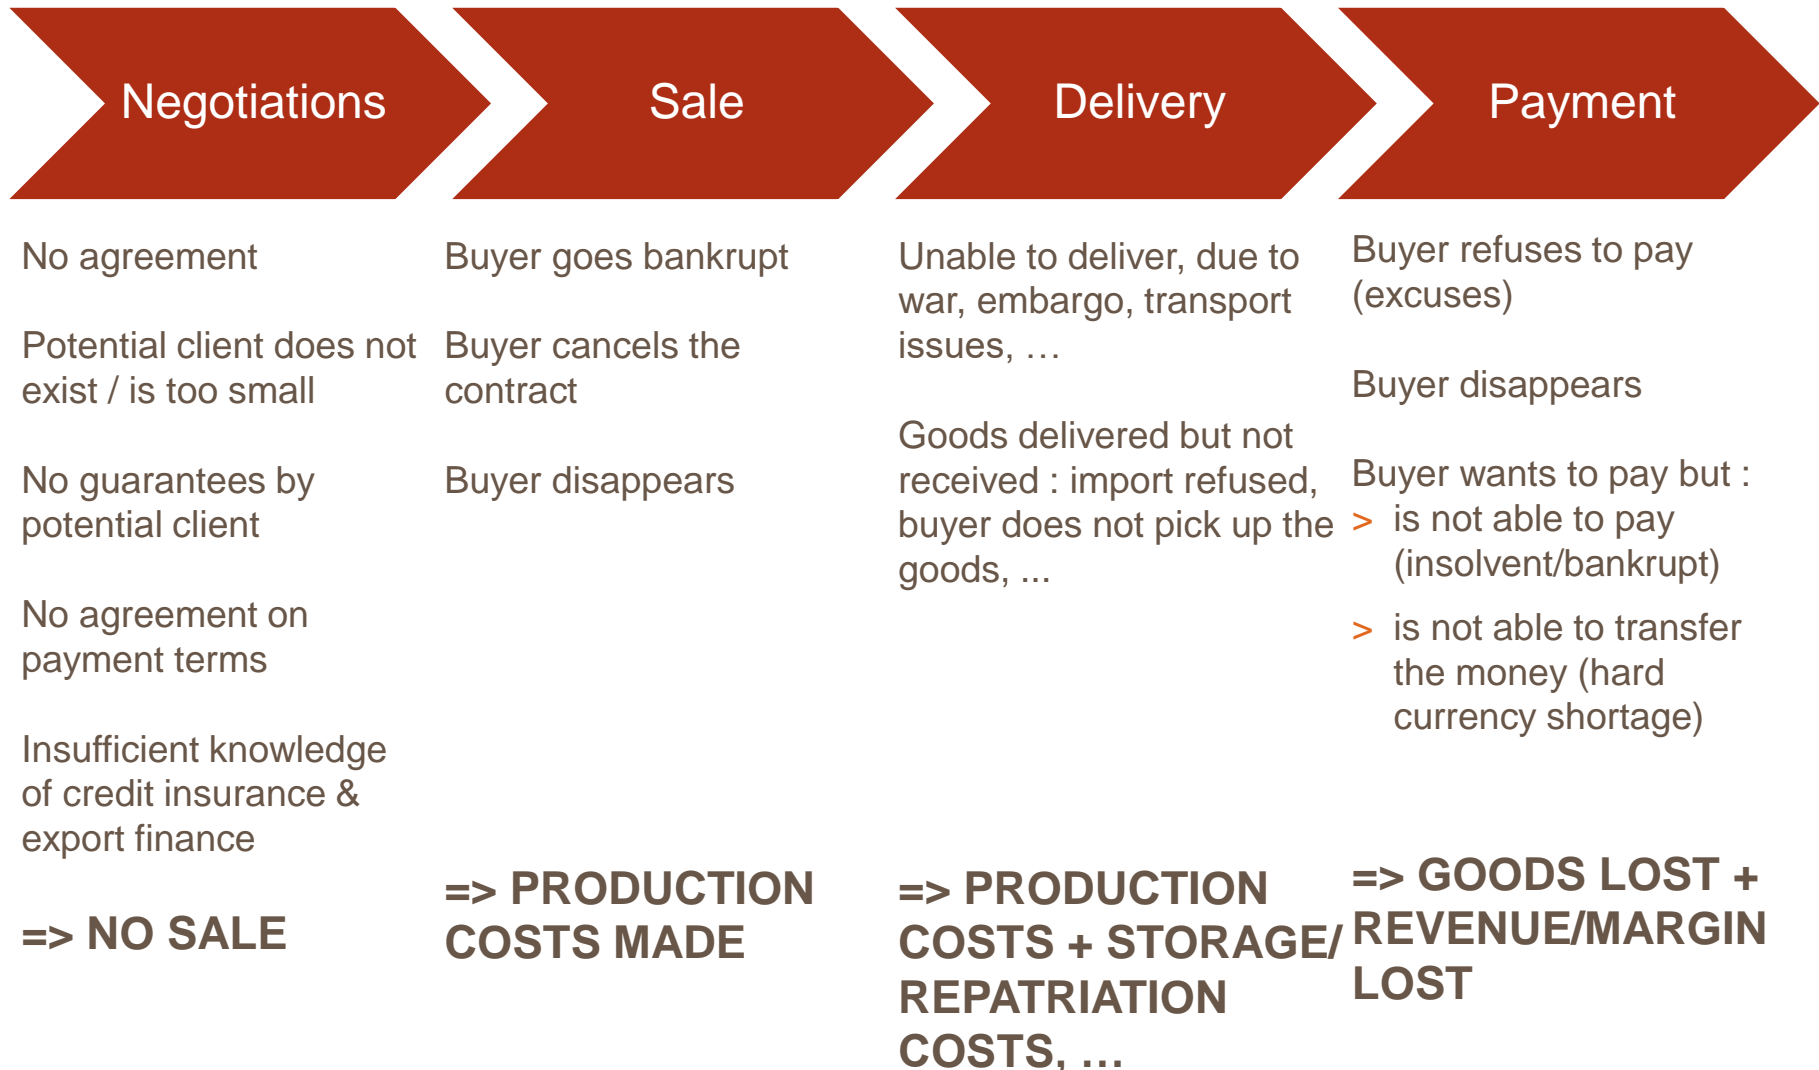 Negotiations
Sale
Delivery
Payment
No agreement
Potential client does not
exist / is too small
No guarantees by
potential client
No agreement on
payment terms
Insufficient knowledge
of credit insurance &
export finance
=> NO SALE
Buyer goes bankrupt
Buyer cancels the
contract
Buyer disappears
=> PRODUCTION
COSTS MADE
Unable to deliver, due to
war, embargo, transport
issues, …
Goods delivered but not
received : import refused,
buyer does not pick up the
goods, ...
=> PRODUCTION
COSTS + STORAGE/
REPATRIATION
COSTS, …
Buyer refuses to pay
(excuses)
Buyer disappears
Buyer wants to pay but :
> is not able to pay
(insolvent/bankrupt)
> is not able to transfer
the money (hard
currency shortage)
=> GOODS LOST +
REVENUE/MARGIN
LOST